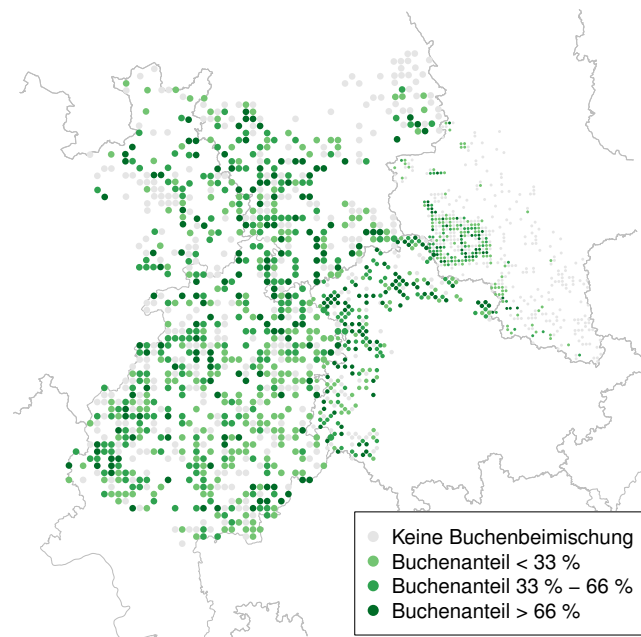 Keine Buchenbeimischung
Buchenanteil < 33 %
Buchenanteil 33 % – 66 %
Buchenanteil > 66 %